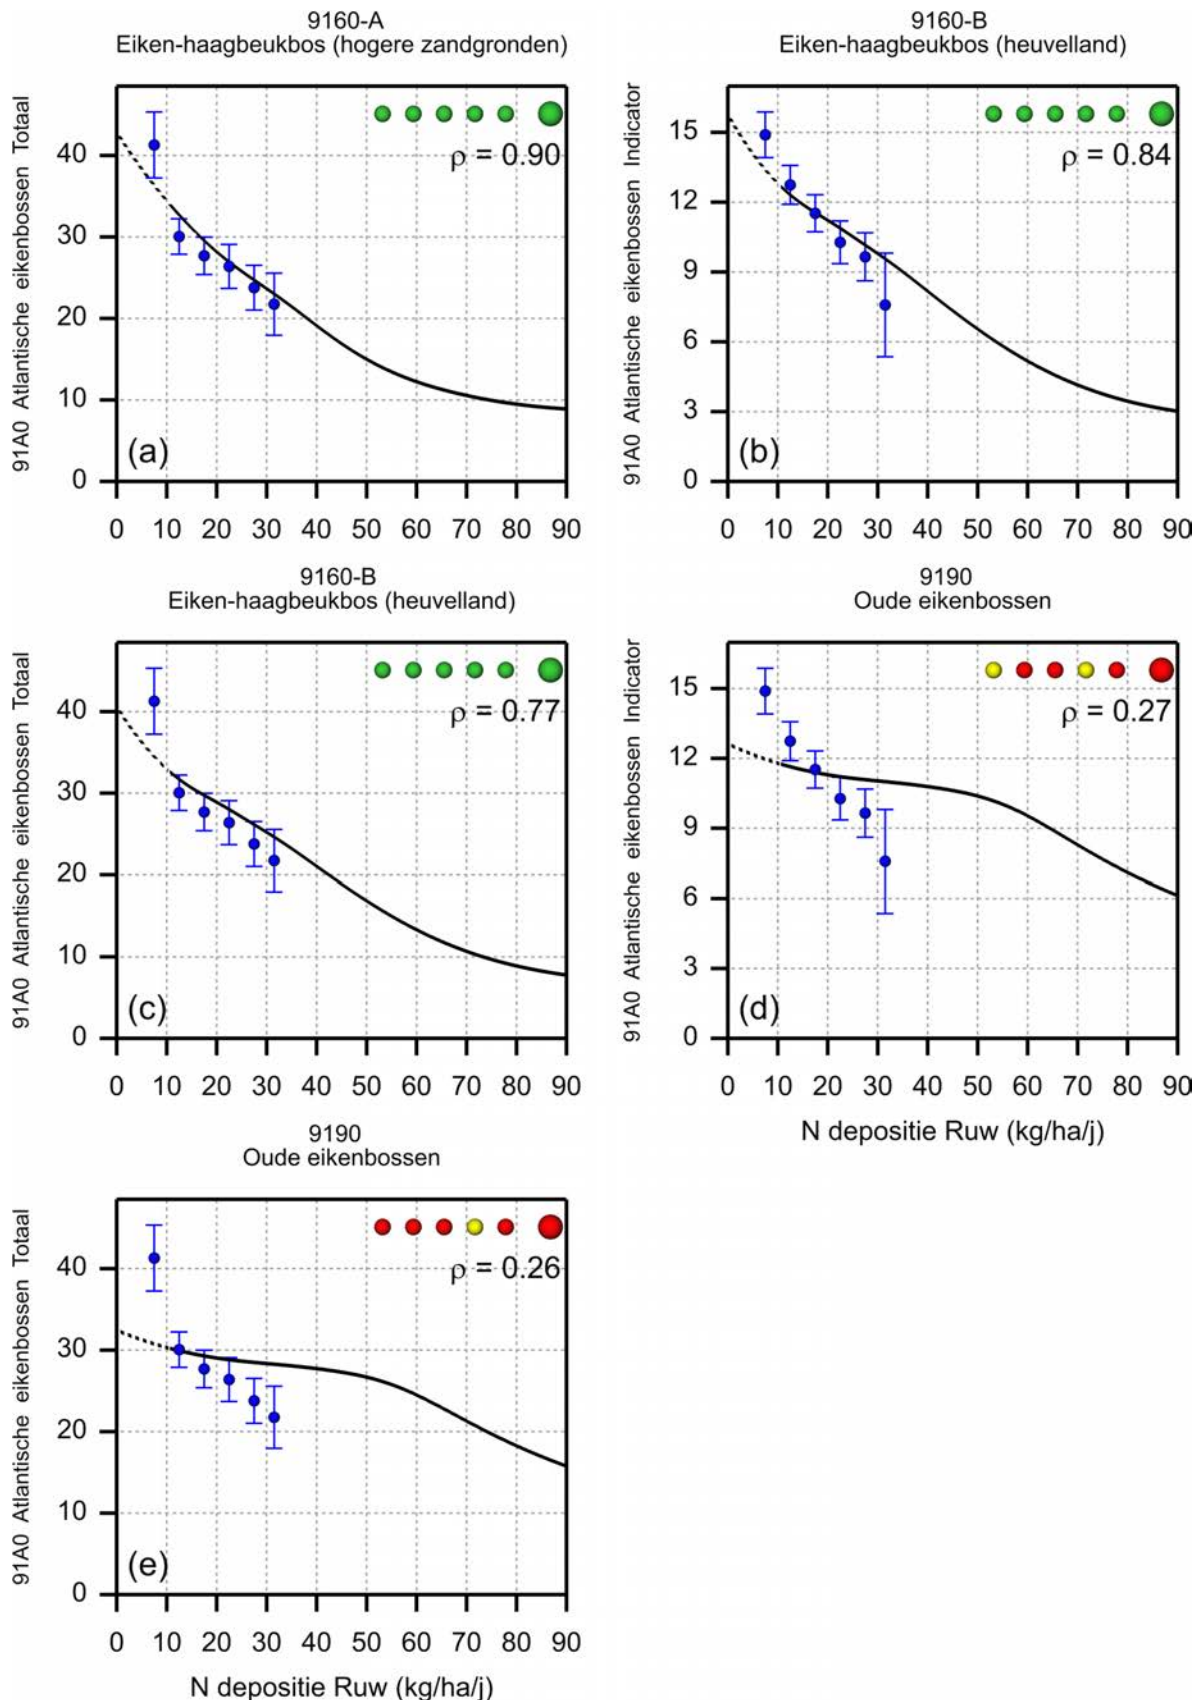 9160-A
Eiken-haagbeukbos (hogere zandgronden)
91A0 Atlantische eikenbossen Totaal
40
30
20
10
0
ρ = 0.90
(a)
0 10 20 30 40 50 60 70 80 90
9160-B
Eiken-haagbeukbos (heuvelland)
91A0 Atlantische eikenbossen Indicator
15
12
9
6
3
0
ρ = 0.84
(b)
0 10 20 30 40 50 60 70 80 90
9160-B
Eiken-haagbeukbos (heuvelland)
91A0 Atlantische eikenbossen Totaal
40
30
20
10
0
ρ = 0.77
(c)
0 10 20 30 40 50 60 70 80 90
9190
Oude eikenbossen
91A0 Atlantische eikenbossen Indicator
15
12
9
6
3
0
ρ = 0.27
(d)
0 10 20 30 40 50 60 70 80 90
N depositie Ruw (kg/ha/j)
9190
Oude eikenbossen
91A0 Atlantische eikenbossen Totaal
40
30
20
10
0
ρ = 0.26
(e)
0 10 20 30 40 50 60 70 80 90
N depositie Ruw (kg/ha/j)